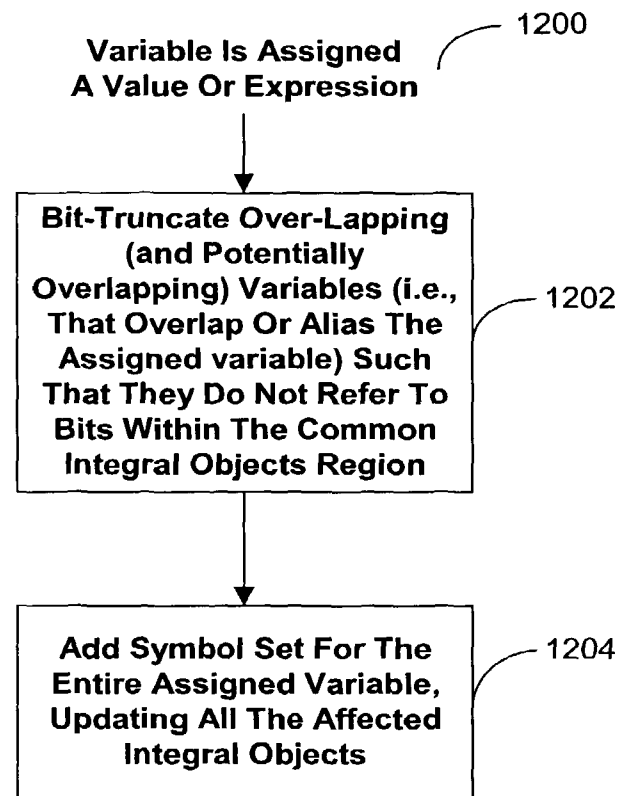 1200
Variable Is Assigned
A Value Or Expression
Bit-Truncate Over-Lapping
(and Potentially
Overlapping) Variables (i.e.,
That Overlap Or Alias The
Assigned variable) Such
That They Do Not Refer To
Bits Within The Common
Integral Objects Region
1202
Add Symbol Set For The
Entire Assigned Variable,
Updating All The Affected
Integral Objects
1204